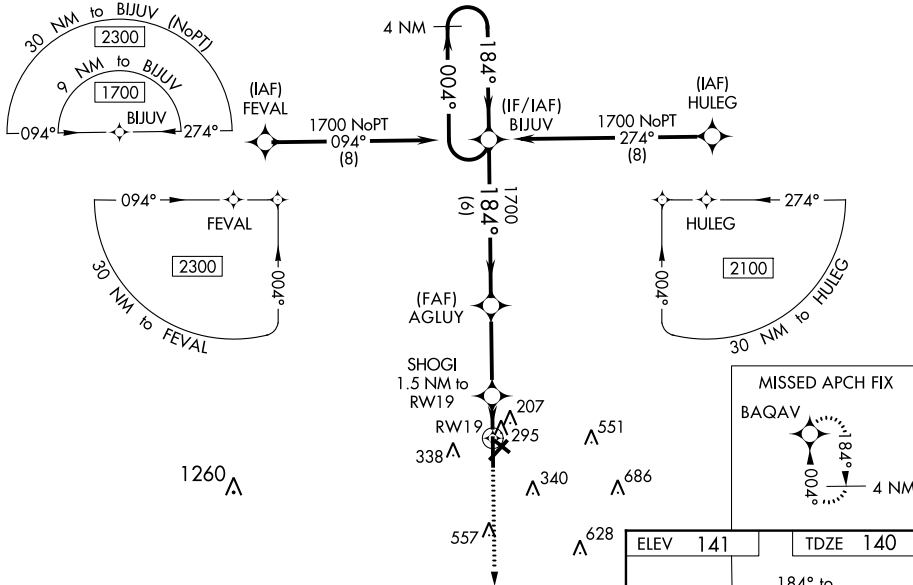 30 NM to BIJUV (NoPT)
2300
9 NM to BIJUV
1700
BIJUV
094°
274°
4 NM
004°
184°
(IAF)
FEVAL
1700 NoPT
094°
(8)
(IF/IAF)
BIJUV
(IAF)
HULEG
1700 NoPT
274°
(8)
1700
184°
(6)
094°
FEVAL
2300
004°
30 NM to FEVAL
274°
HULEG
2100
004°
30 NM to HULEG
(FAF)
AGLUY
SHOGI
1.5 NM to
RW19
RW19
207
295
338
551
340
686
1260
557
628
MISSED APCH FIX
BAQAV
184°
004°
4 NM
ELEV 141
TDZE 140
184° to